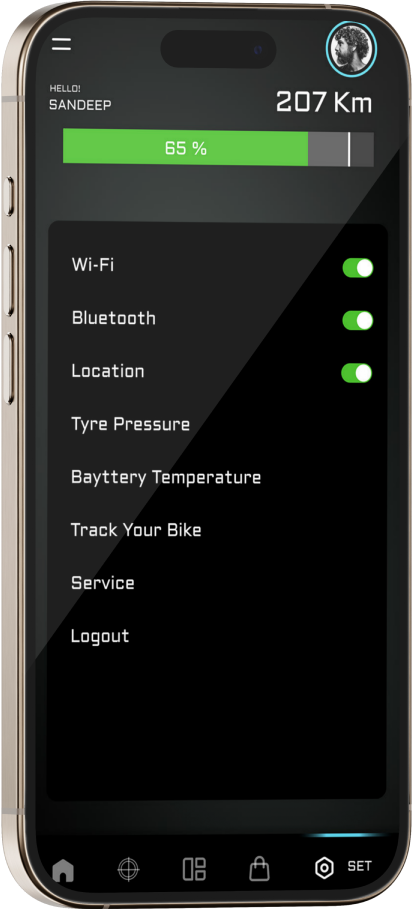 HELLO!
SANDEEP
207 Km
65 %
Wi-Fi
Bluetooth
Location
Tyre Pressure
Bayttery Temperature
Track Your Bike
Service
Logout
SET